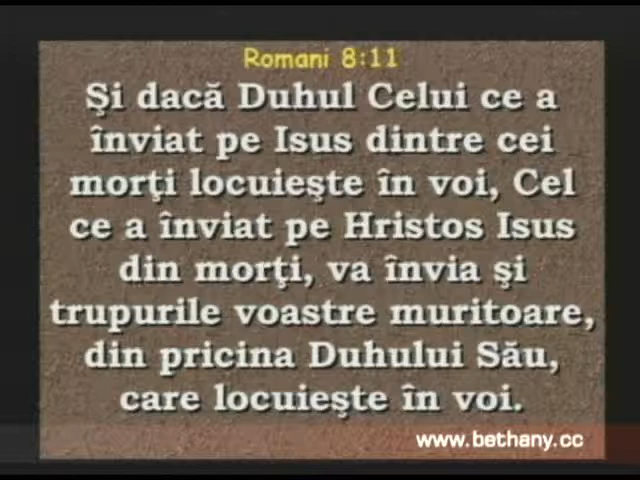 Romani 8:11
Şi dacă Duhul Celui ce a
înviat pe Isus dintre cei
morţi locuieşte în voi, Cel
ce a înviat pe Hristos Isus
din morţi, va învia şi
trupurile voastre muritoare,
din pricina Duhului Său,
care locuieşte în voi.
www.bethany.cc